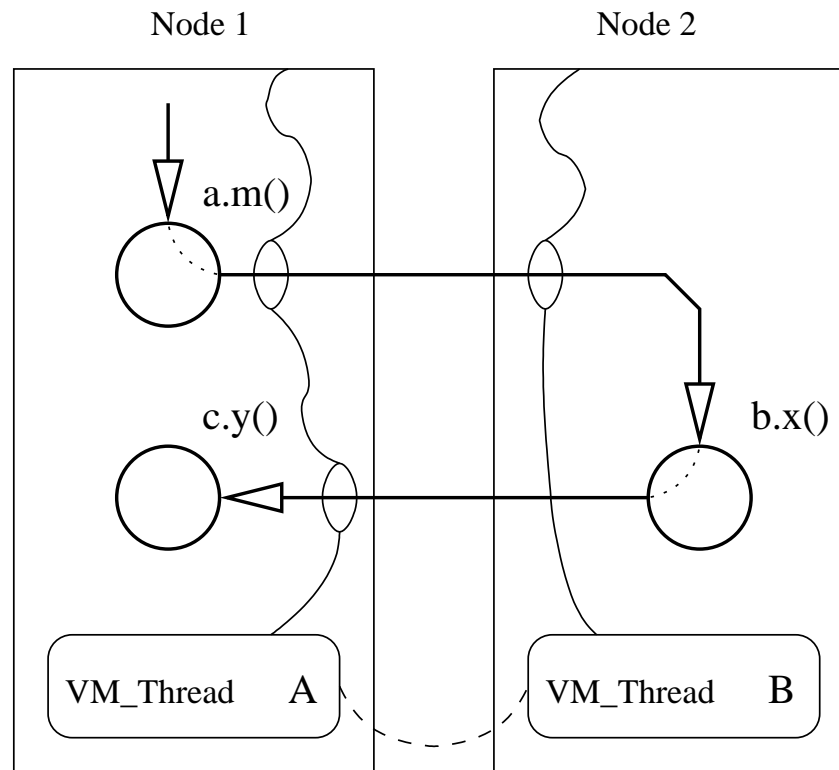 Node 1
Node 2
a.m()
c.y()
b.x()
VM_Thread A
VM_Thread B